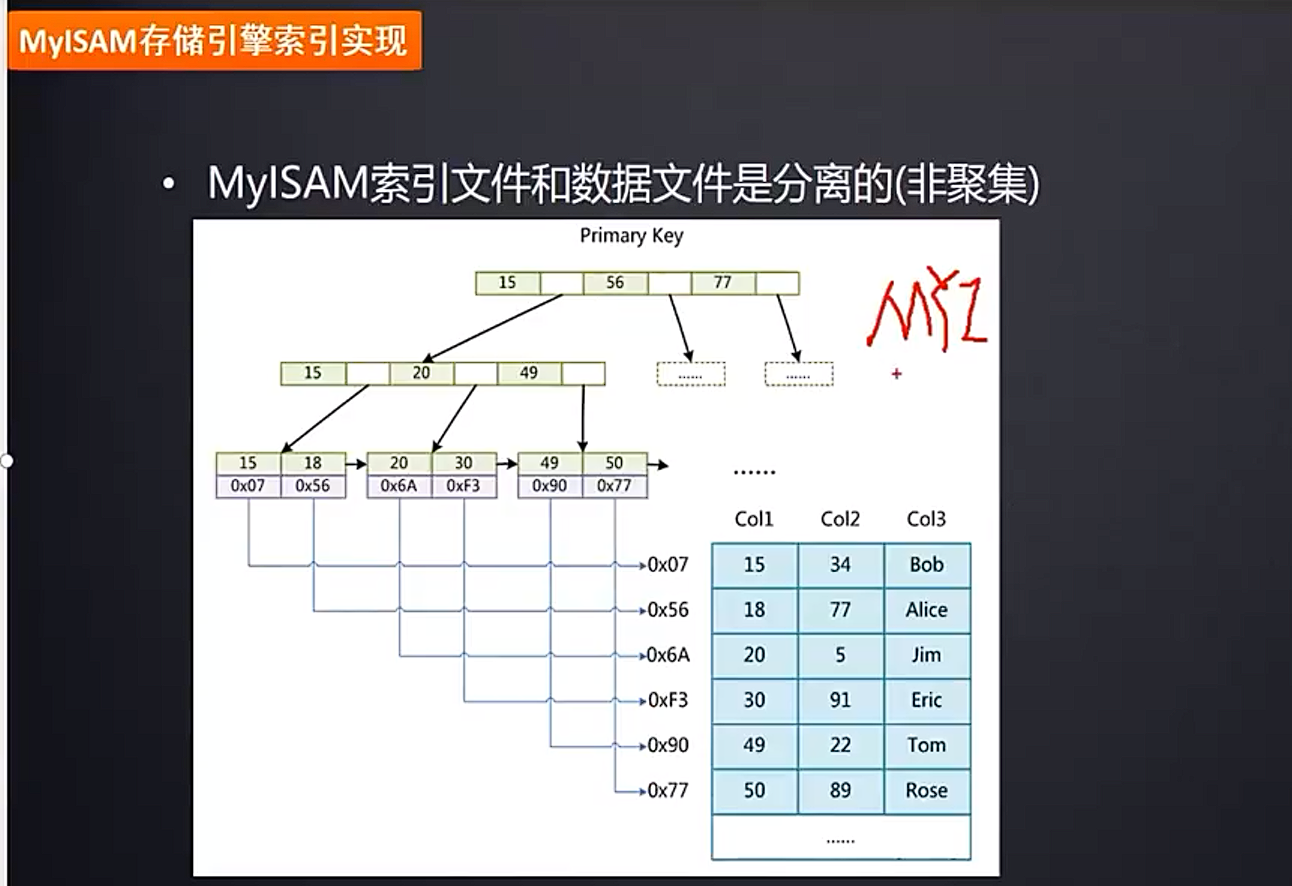 MyISAM存储引擎索引实现
• MyISAM索引文件和数据文件是分离的(非聚集)
Primary Key
15 56 77
MYI
15 20 49
...... ......
15 18 20 30 49 50
0x07 0x56 0x6A 0xF3 0x90 0x77
......
Col1 Col2 Col3
0x07 15 34 Bob
0x56 18 77 Alice
0x6A 20 5 Jim
0xF3 30 91 Eric
0x90 49 22 Tom
0x77 50 89 Rose
......